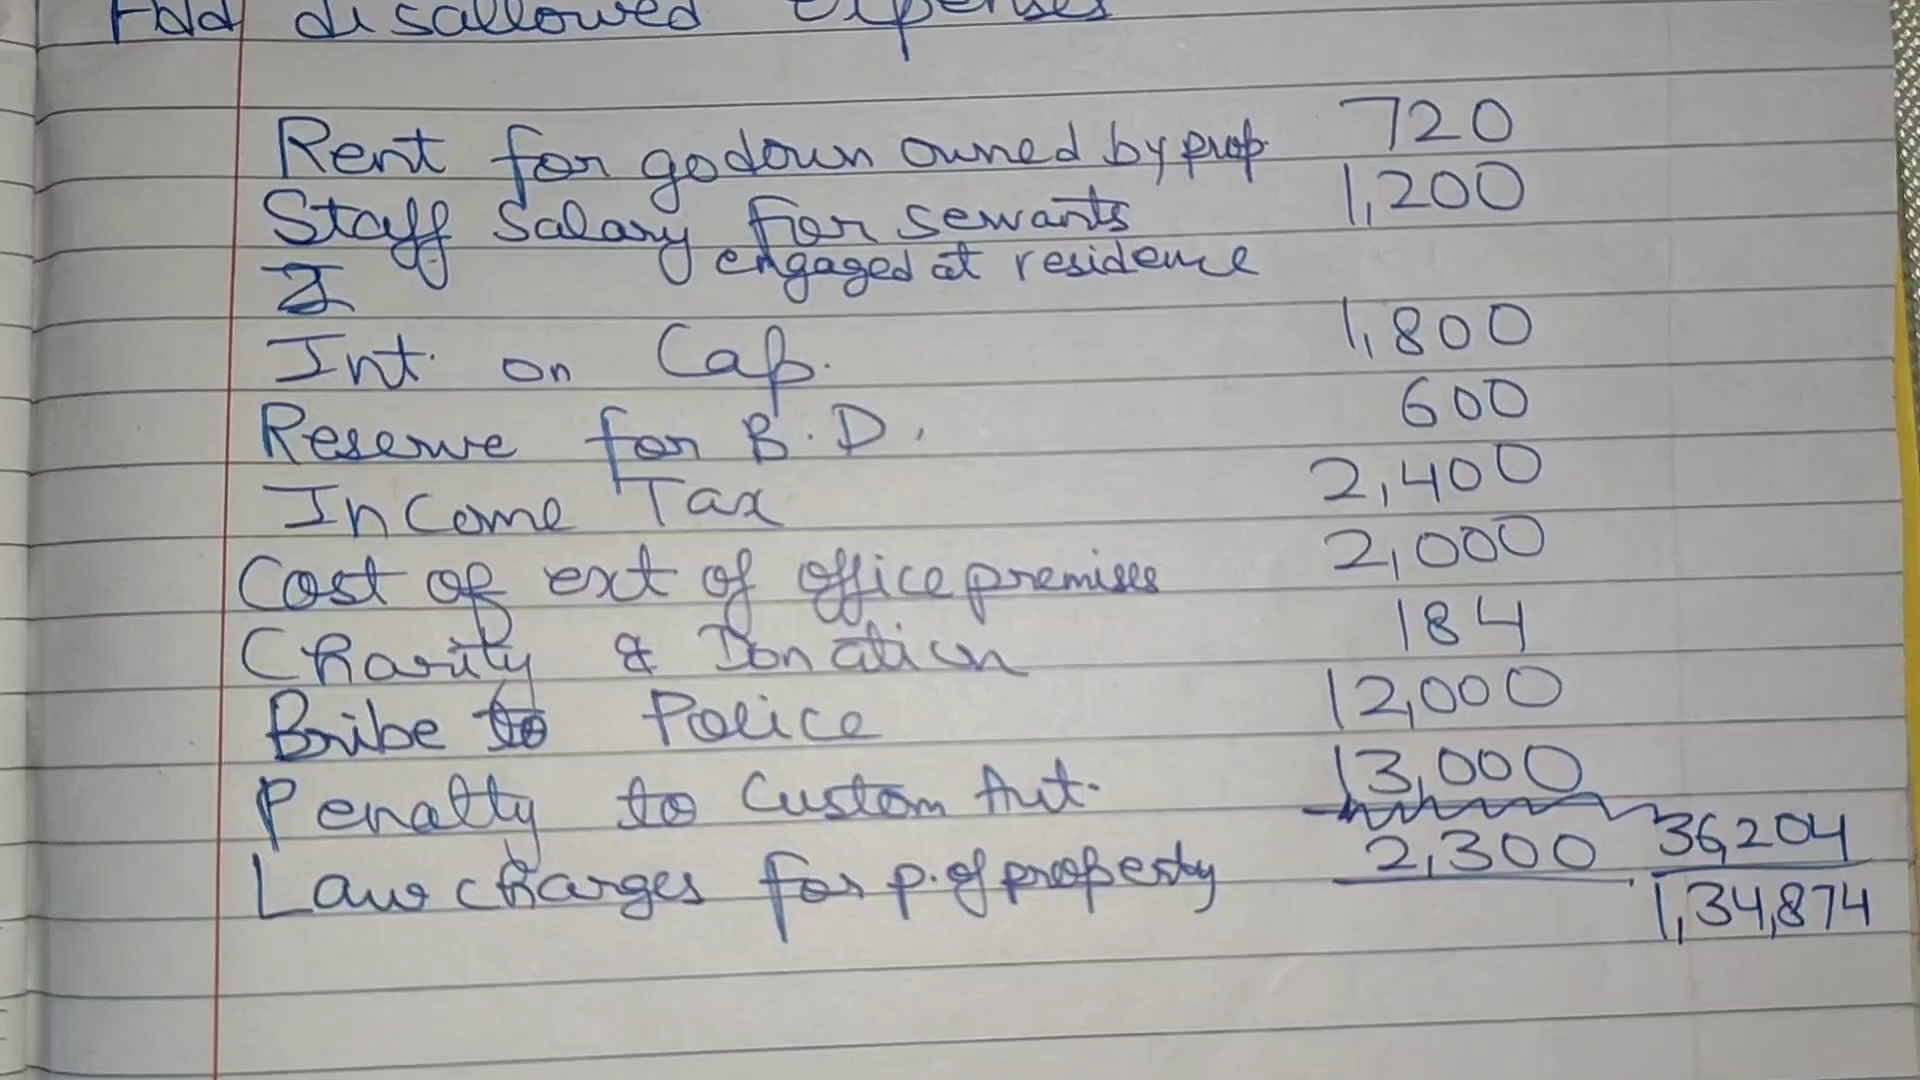 Add disallowed expenses
Rent for godown owned by prop. 720
Staff salary for servants 1,200
engaged at residence
I
Int. on Cap. 1,800
Reserve for B.D. 600
Income Tax 2,400
Cost of ext of office premises 2,000
Charity & Donation 184
Bribe to Police 12,000
Penalty to Custom Aut. 13,000
Law charges for p. of property 2,300 36,204
1,34,874